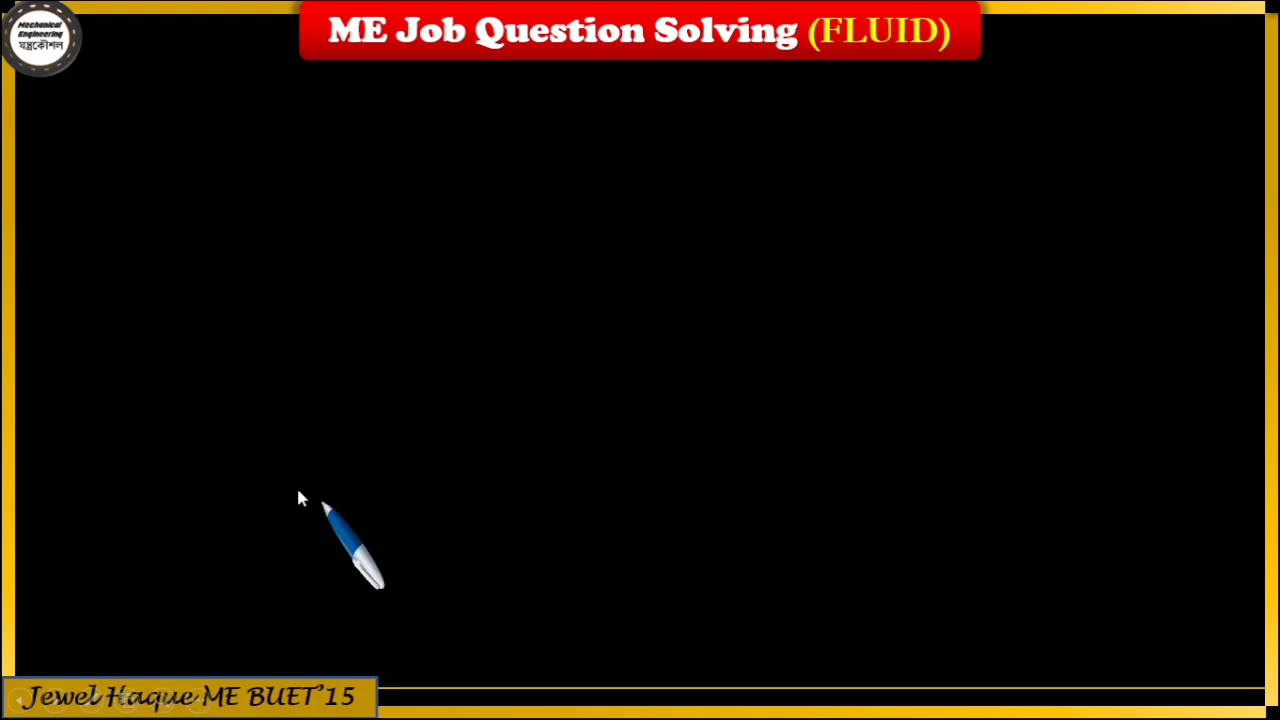 Mechanical
Engineering
যন্ত্রকৌশল
ME Job Question Solving (FLUID)
Jewel Haque ME BUET'15